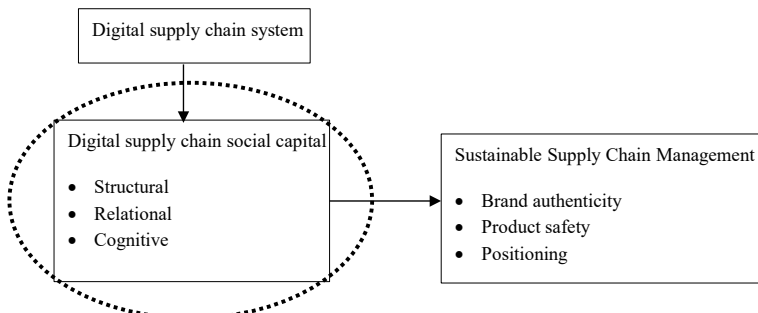 Digital supply chain system
Digital supply chain social capital
● Structural
● Relational
● Cognitive
Sustainable Supply Chain Management
● Brand authenticity
● Product safety
● Positioning